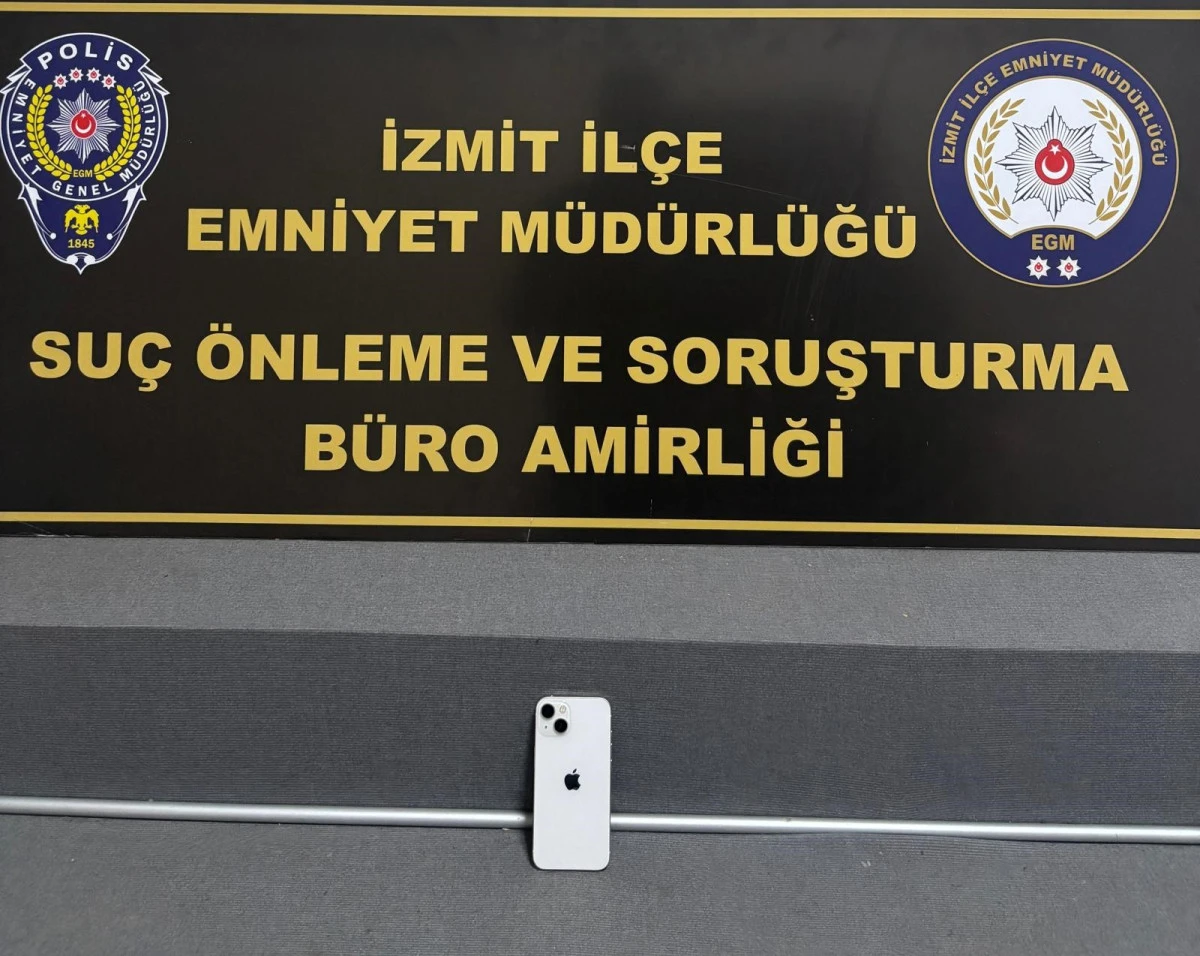 POLİS
EMNİYET GENEL MÜDÜRLÜĞÜ
EGM
1845
İZMİT İLÇE
EMNİYET MÜDÜRLÜĞÜ
SUÇ ÖNLEME VE SORUŞTURMA
BÜRO AMİRLİĞİ
İZMİT İLÇE EMNİYET MÜDÜRLÜĞÜ
EGM